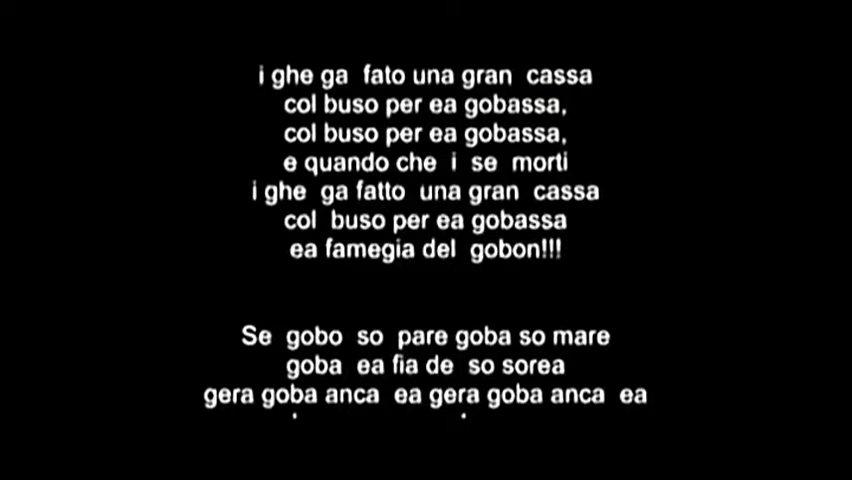 i ghe ga fato una gran cassa
col buso per ea gobassa,
col buso per ea gobassa,
e quando che i se morti
i ghe ga fatto una gran cassa
col buso per ea gobassa
ea famegia del gobon!!!
Se gobo so pare goba so mare
goba ea fia de so sorea
gera goba anca ea gera goba anca ea